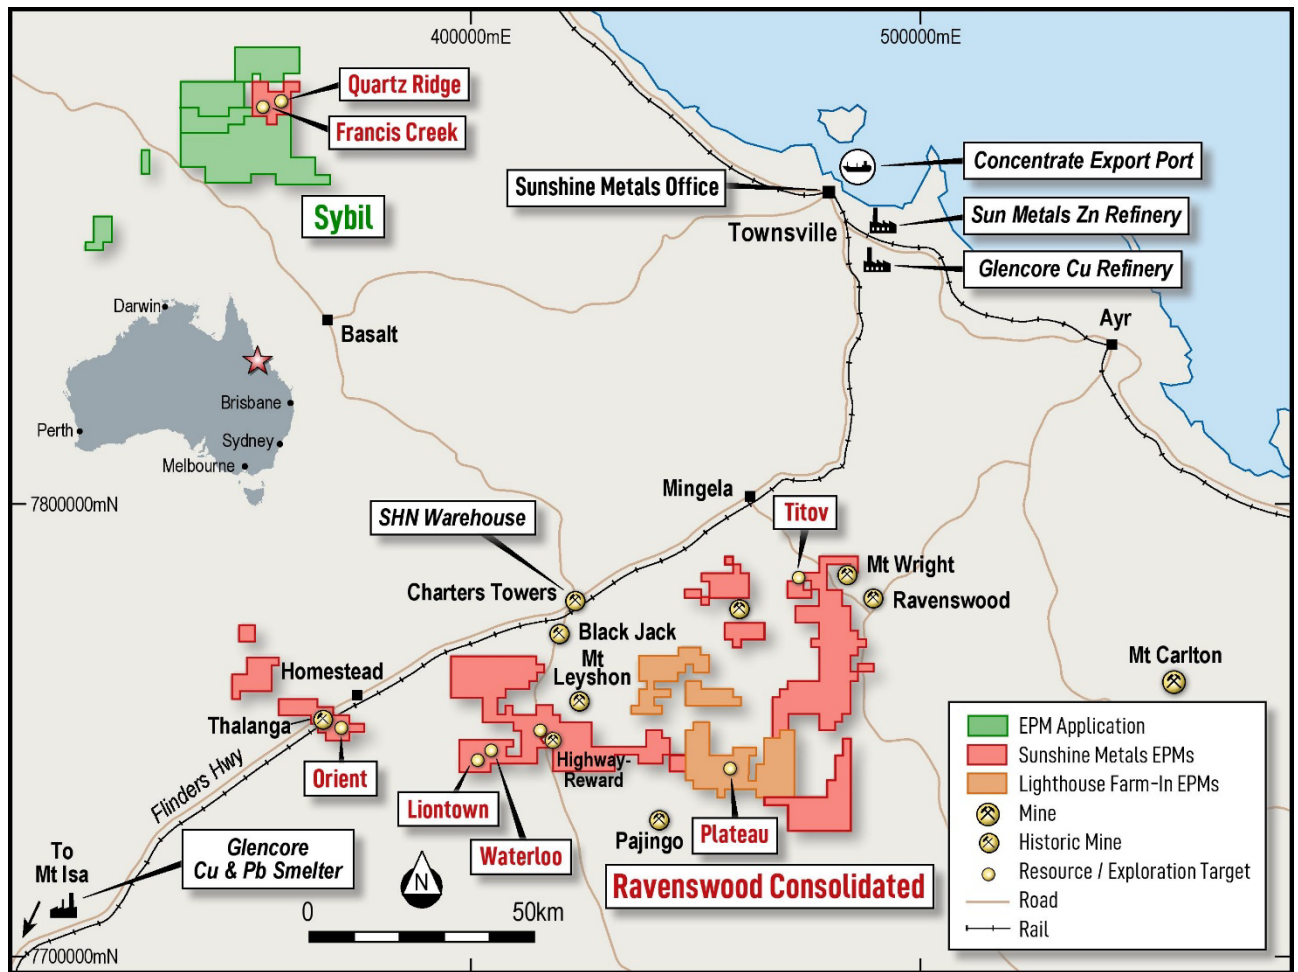 400000mE
500000mE
Quartz Ridge
Francis Creek
Sybil
Sunshine Metals Office
Townsville
Concentrate Export Port
Sun Metals Zn Refinery
Glencore Cu Refinery
Ayr
Basalt
Darwin
Brisbane
Perth
Sydney
Melbourne
7800000mN
Mingela
SHN Warehouse
Titov
Charters Towers
Mt Wright
Ravenswood
Black Jack
Mt
Leyshon
Mt Carlton
Homestead
Thalanga
Orient
Flinders Hwy
Highway-
Reward
Liontown
Waterloo
Pajingo
Plateau
Ravenswood Consolidated
Glencore
Cu & Pb Smelter
To
Mt Isa
N
0
50km
7700000mN
EPM Application
Sunshine Metals EPMs
Lighthouse Farm-In EPMs
Mine
Historic Mine
Resource / Exploration Target
Road
Rail